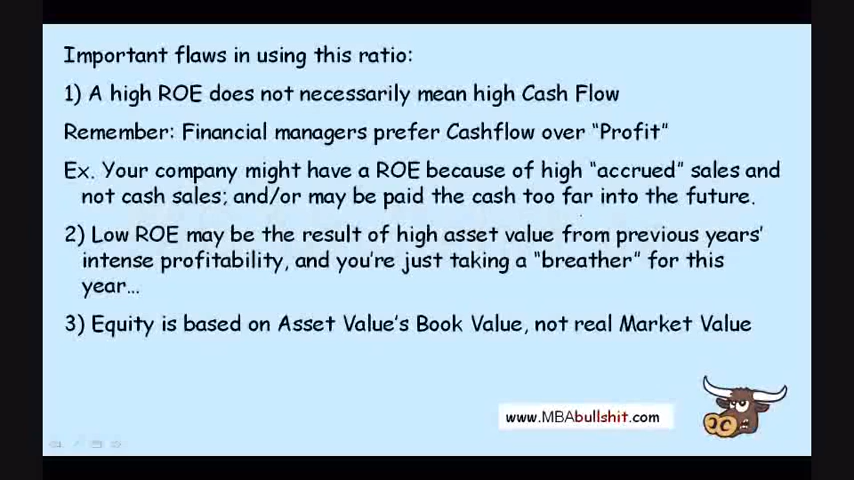 Important flaws in using this ratio:
1) A high ROE does not necessarily mean high Cash Flow
Remember: Financial managers prefer Cashflow over “Profit”
Ex. Your company might have a ROE because of high “accrued” sales and
not cash sales; and/or may be paid the cash too far into the future.
2) Low ROE may be the result of high asset value from previous years’
intense profitability, and you’re just taking a “breather” for this
year…
3) Equity is based on Asset Value’s Book Value, not real Market Value
www.MBAbullshit.com